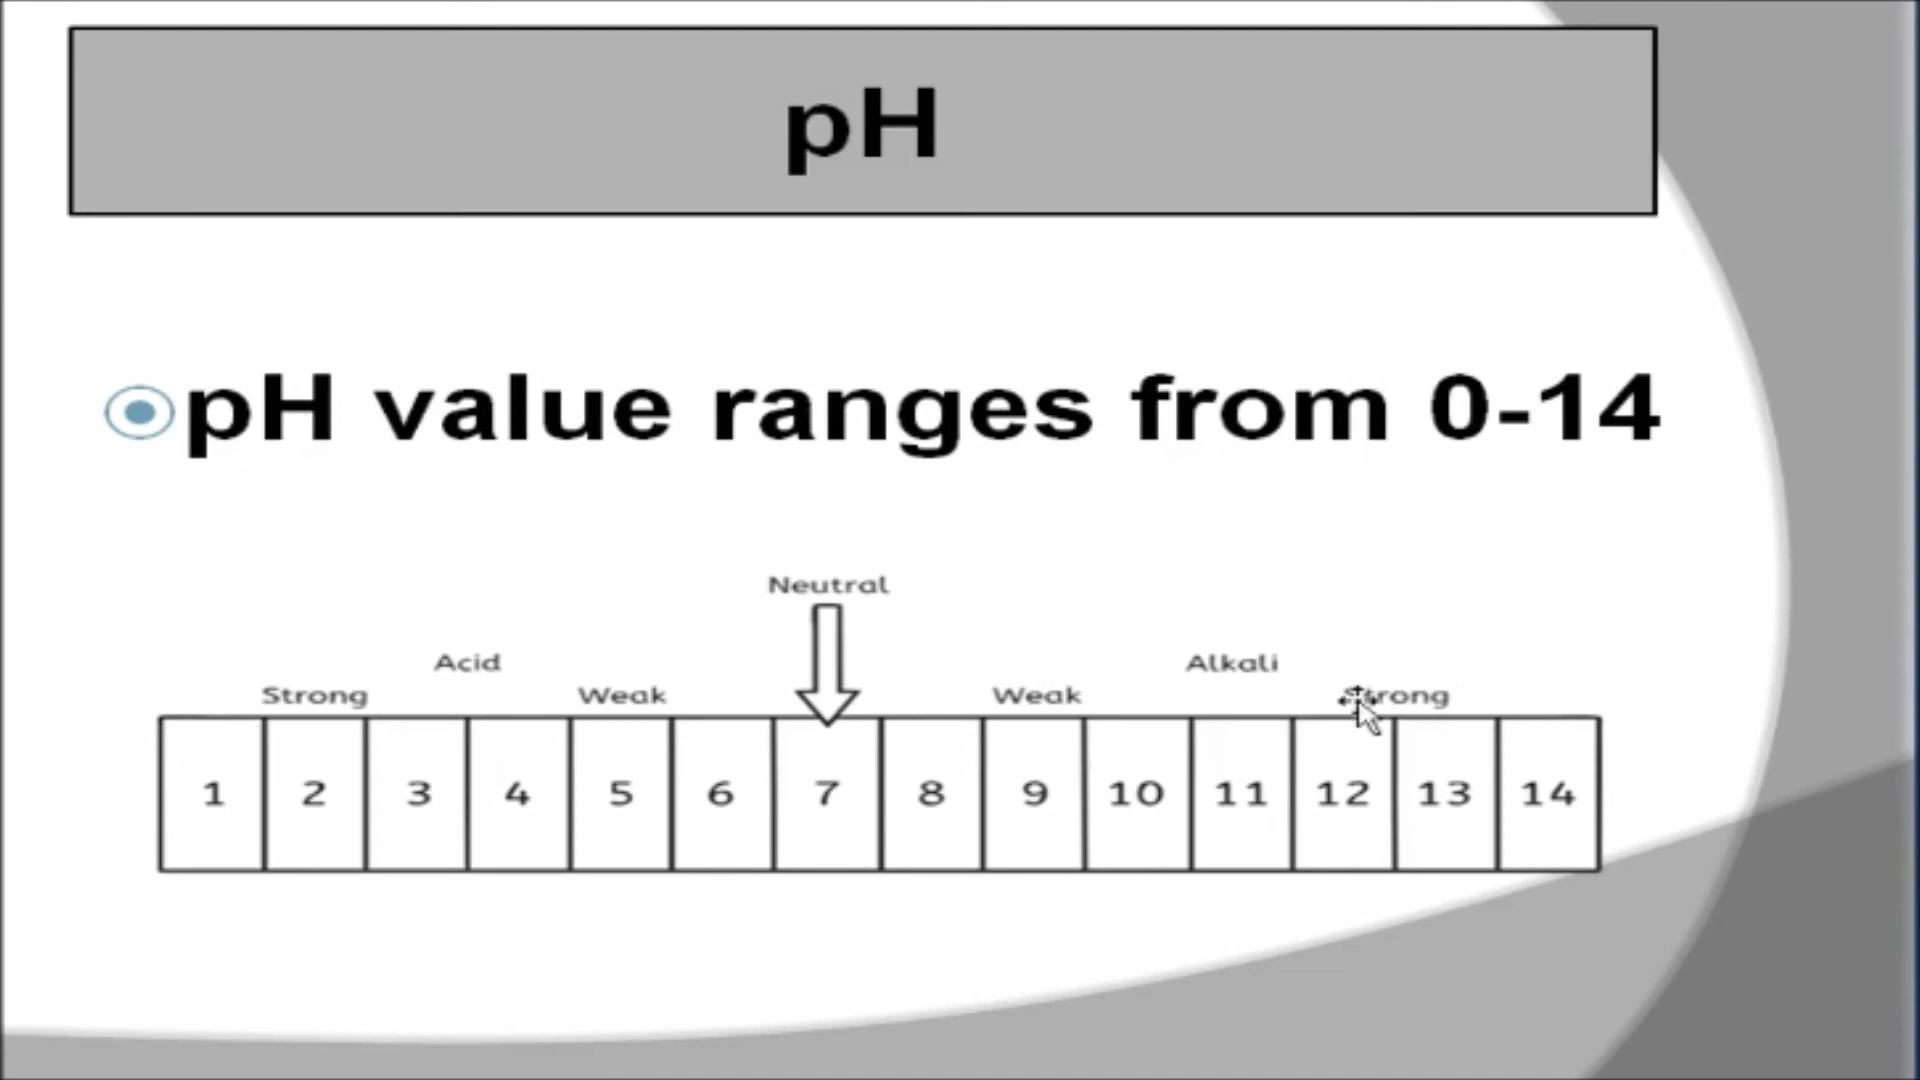 pH
pH value ranges from 0-14
Neutral
Acid Alkali
Strong Weak Weak Strong
1 2 3 4 5 6 7 8 9 10 11 12 13 14